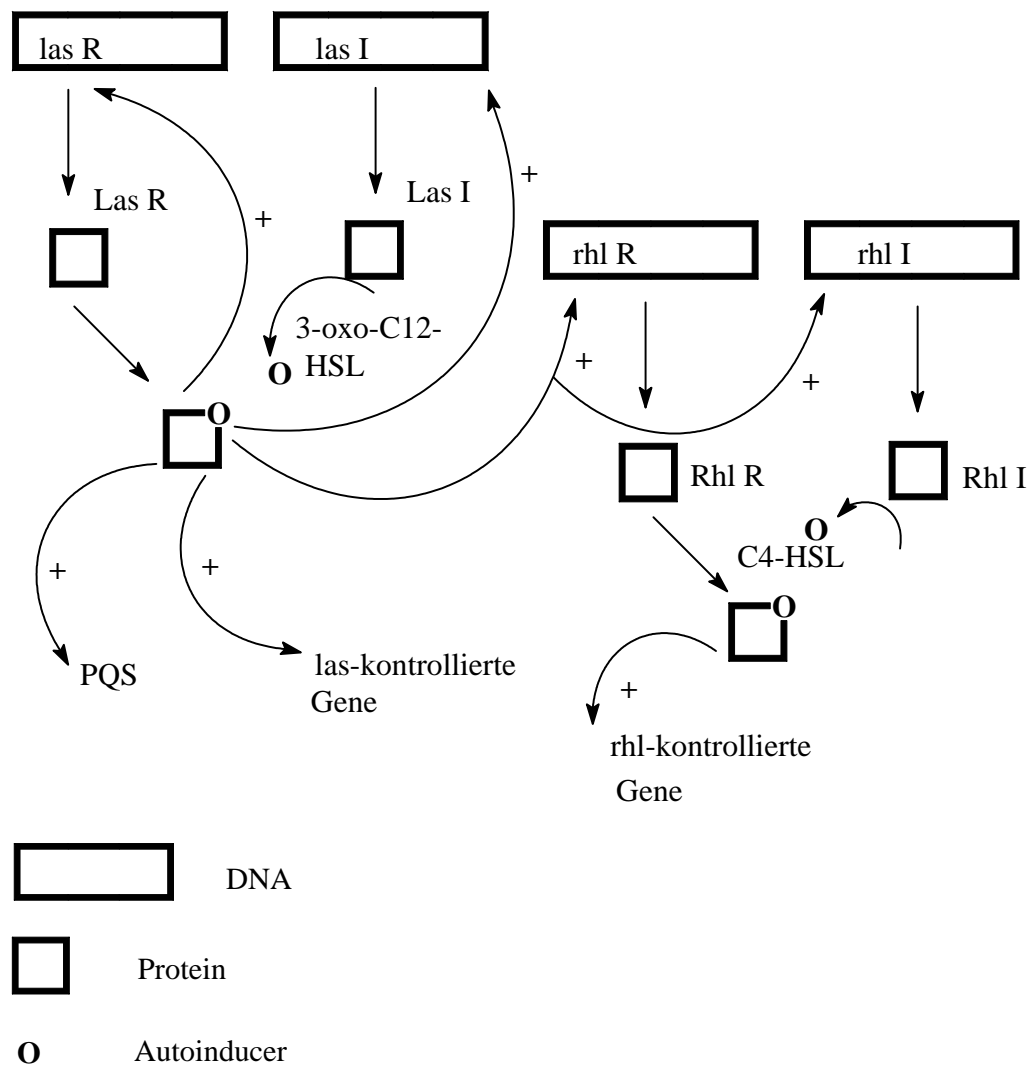 las R
las I
Las R
Las I
+
+
rhl R
rhl I
3-oxo-C12-
HSL
O
+
+
O
Rhl R
Rhl I
O
C4-HSL
+
+
O
PQS
las-kontrollierte
Gene
+
rhl-kontrollierte
Gene
DNA
Protein
O Autoinducer